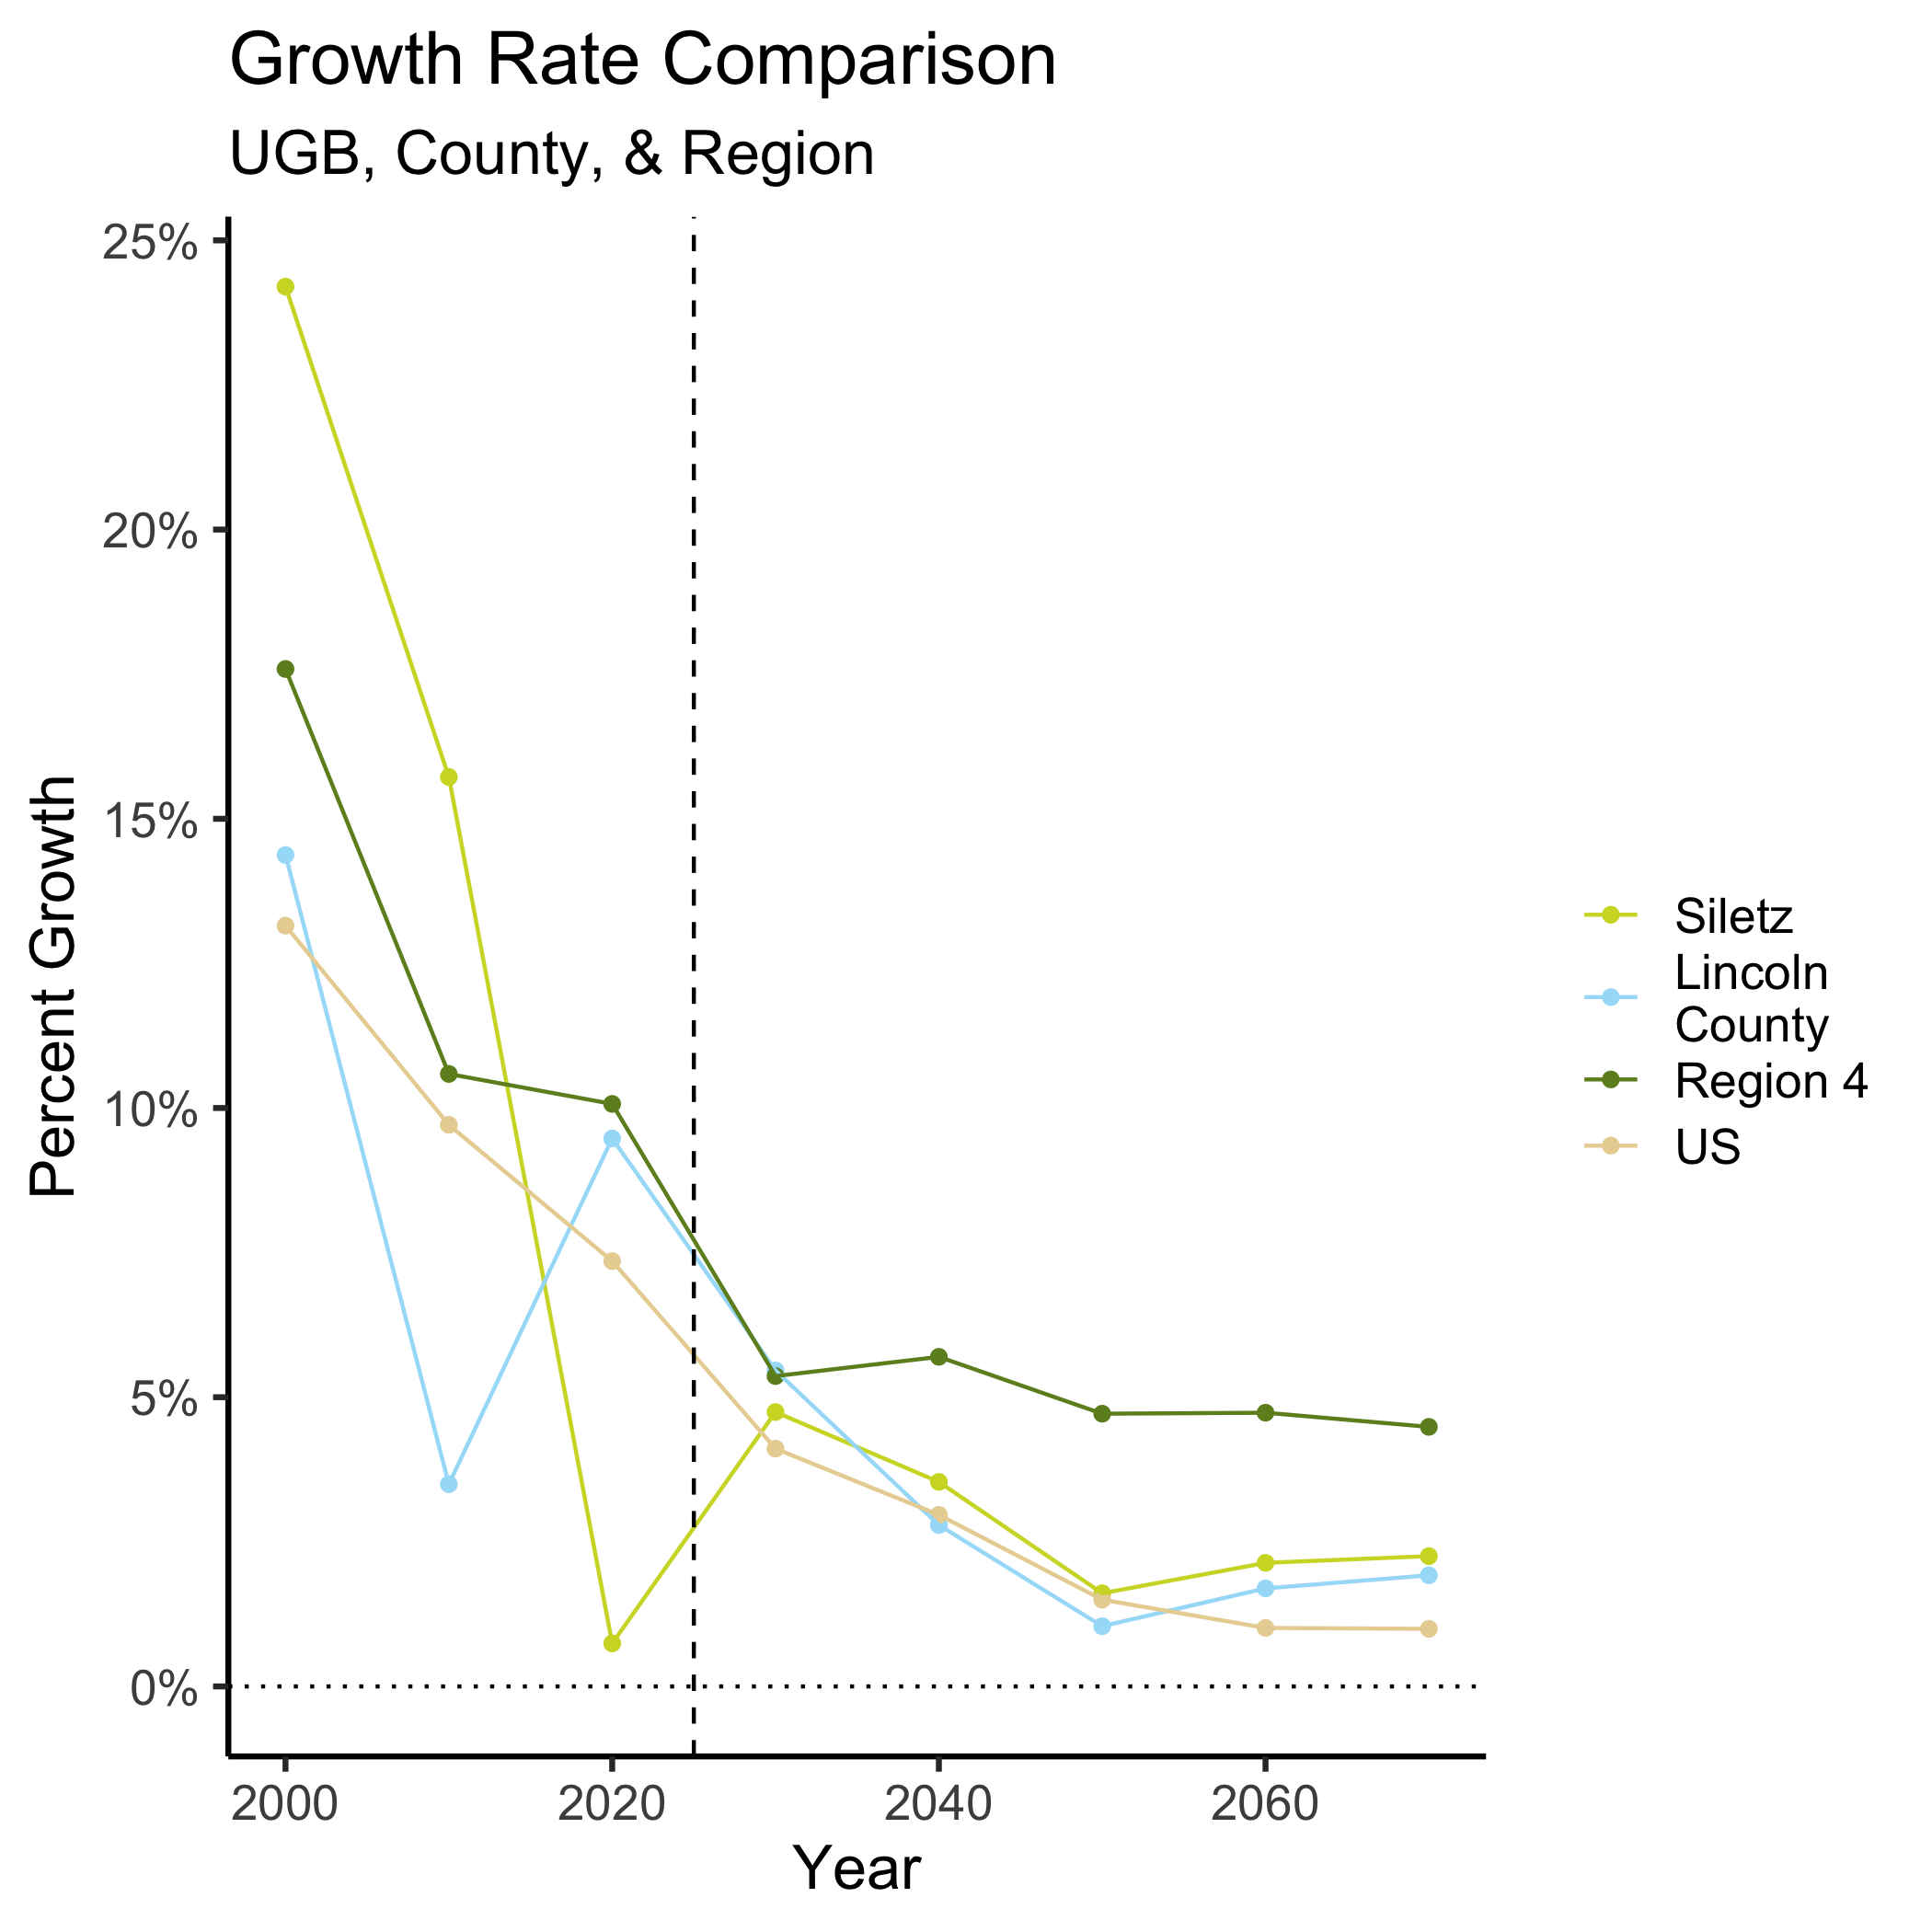 Growth Rate Comparison
UGB, County, & Region
25%
20%
15%
10%
5%
0%
Percent Growth
2000
2020
2040
2060
Year
Siletz
Lincoln
County
Region 4
US